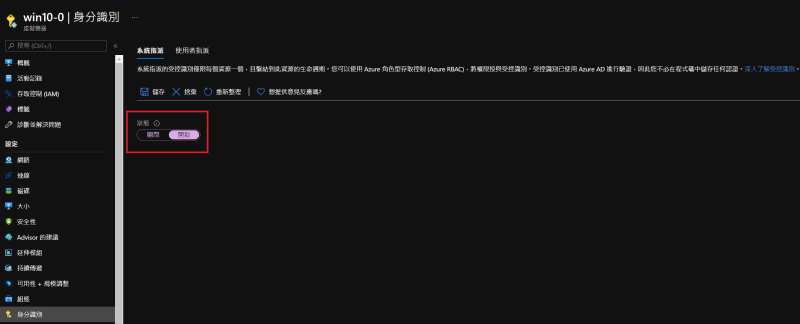 win10-0 | 身分識別 ...
虛擬機器
搜尋 (Ctrl+/)
«
概觀
活動記錄
存取控制 (IAM)
標籤
診斷並解決問題
設定
網路
連線
磁碟
大小
安全性
Advisor 的建議
延伸模組
持續傳遞
可用性 + 規模調整
組態
身分識別
系統指派 使用者指派
系統指派的受控識別僅限每個資源一個，且繫結到此資源的生命週期。您可以使用 Azure 角色型存取控制 (Azure RBAC)，將權限授與受控識別。受控識別已使用 Azure AD 進行驗證，因此您不必在程式碼中儲存任何認證。深入了解受控識別。
儲存 捨棄 重新整理 想提供意見反應嗎?
狀態
關閉 開啟